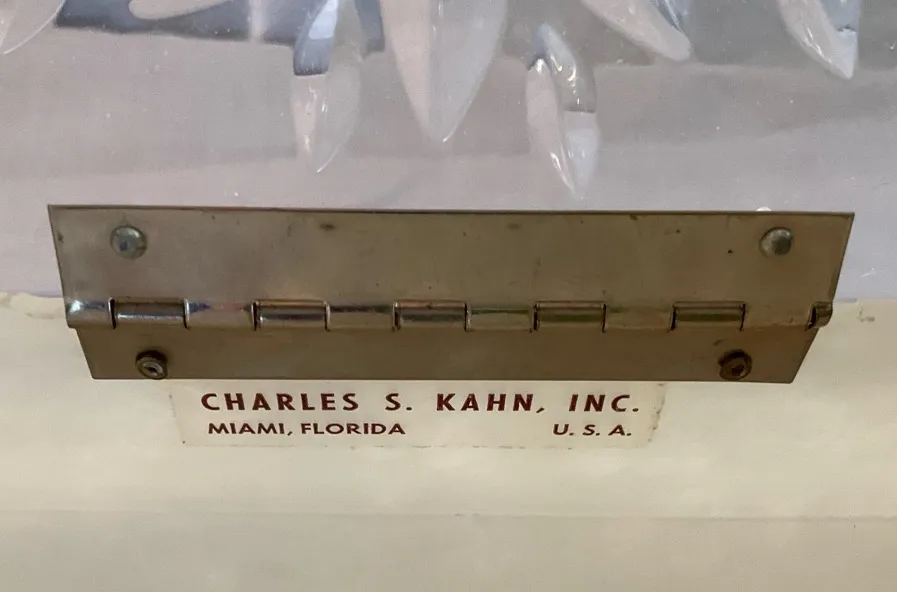 CHARLES S. KAHN, INC.
MIAMI, FLORIDA U. S. A.